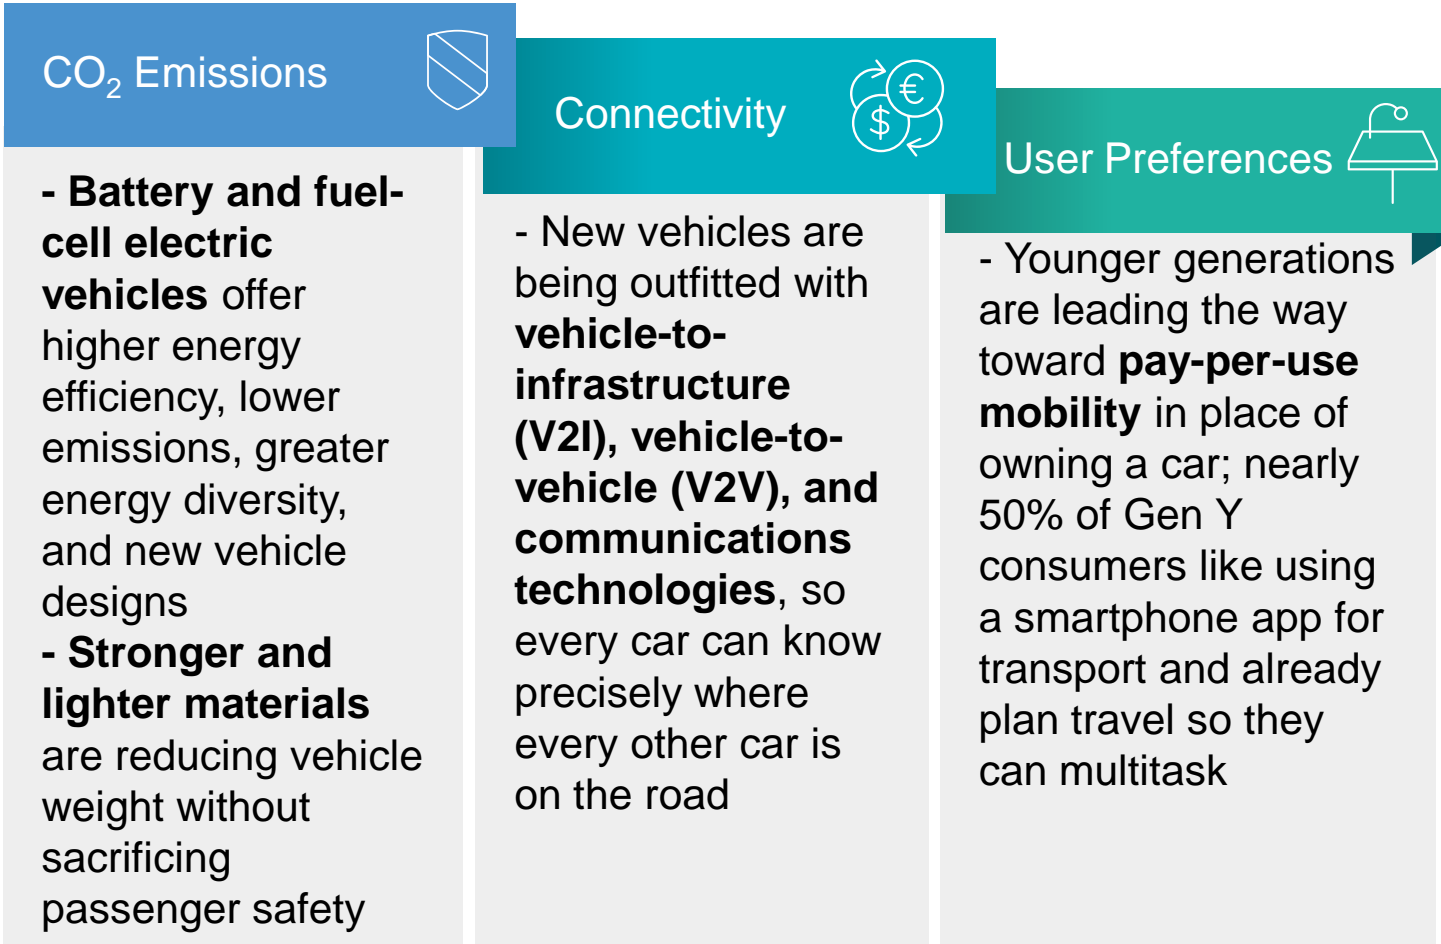 CO₂ Emissions
- Battery and fuel-
cell electric
vehicles offer
higher energy
efficiency, lower
emissions, greater
energy diversity,
and new vehicle
designs
- Stronger and
lighter materials
are reducing vehicle
weight without
sacrificing
passenger safety
Connectivity
€
$
- New vehicles are
being outfitted with
vehicle-to-
infrastructure
(V2I), vehicle-to-
vehicle (V2V), and
communications
technologies, so
every car can know
precisely where
every other car is
on the road
User Preferences
- Younger generations
are leading the way
toward pay-per-use
mobility in place of
owning a car; nearly
50% of Gen Y
consumers like using
a smartphone app for
transport and already
plan travel so they
can multitask